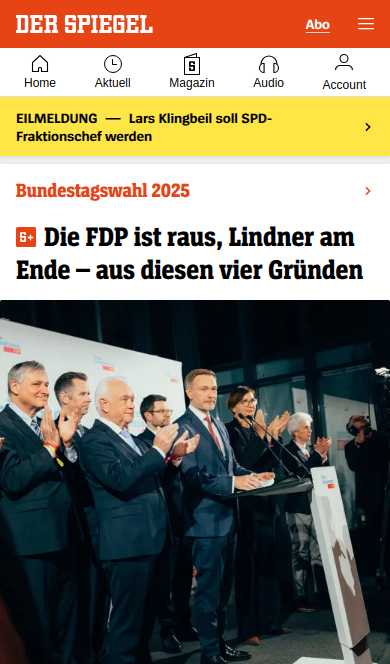 DER SPIEGEL
Abo
Home
Aktuell
Magazin
Audio
Account
EILMELDUNG — Lars Klingbeil soll SPD-
Fraktionschef werden
Bundestagswahl 2025
S+ Die FDP ist raus, Lindner am
Ende – aus diesen vier Gründen